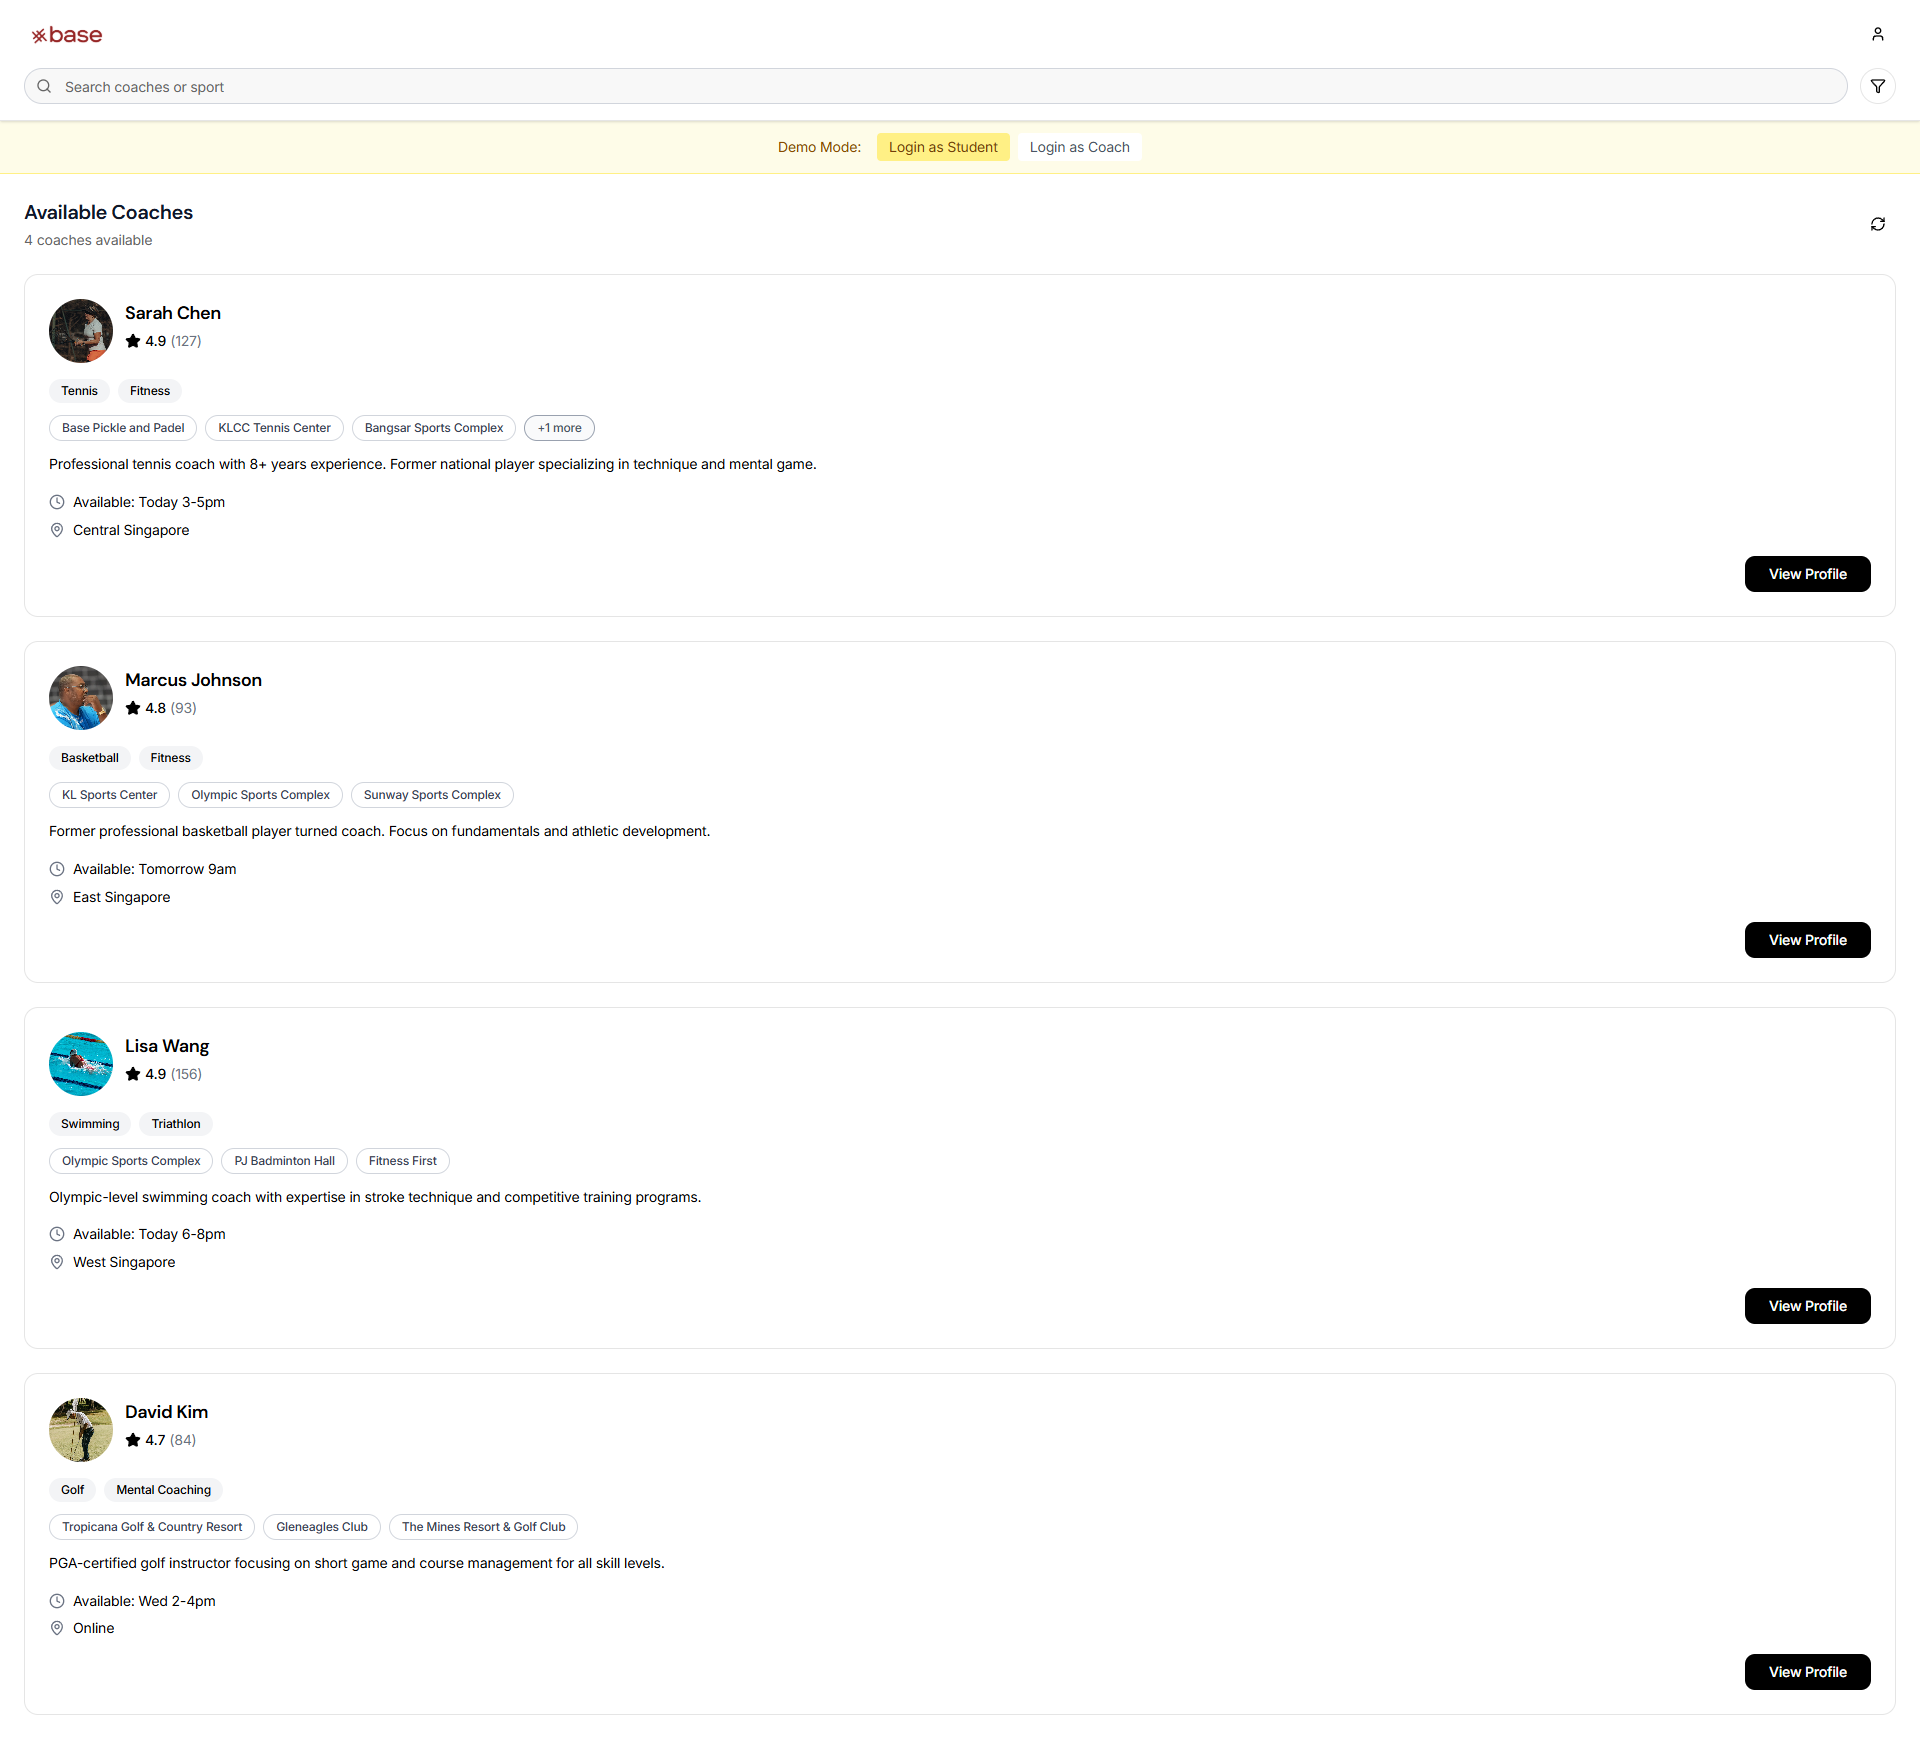 base
Search coaches or sport
Demo Mode: Login as Student Login as Coach
Available Coaches
4 coaches available
Sarah Chen
4.9 (127)
Tennis Fitness
Base Pickle and Padel KLCC Tennis Center Bangsar Sports Complex +1 more
Professional tennis coach with 8+ years experience. Former national player specializing in technique and mental game.
Available: Today 3-5pm
Central Singapore
View Profile
Marcus Johnson
4.8 (93)
Basketball Fitness
KL Sports Center Olympic Sports Complex Sunway Sports Complex
Former professional basketball player turned coach. Focus on fundamentals and athletic development.
Available: Tomorrow 9am
East Singapore
View Profile
Lisa Wang
4.9 (156)
Swimming Triathlon
Olympic Sports Complex PJ Badminton Hall Fitness First
Olympic-level swimming coach with expertise in stroke technique and competitive training programs.
Available: Today 6-8pm
West Singapore
View Profile
David Kim
4.7 (84)
Golf Mental Coaching
Tropicana Golf & Country Resort Gleneagles Club The Mines Resort & Golf Club
PGA-certified golf instructor focusing on short game and course management for all skill levels.
Available: Wed 2-4pm
Online
View Profile